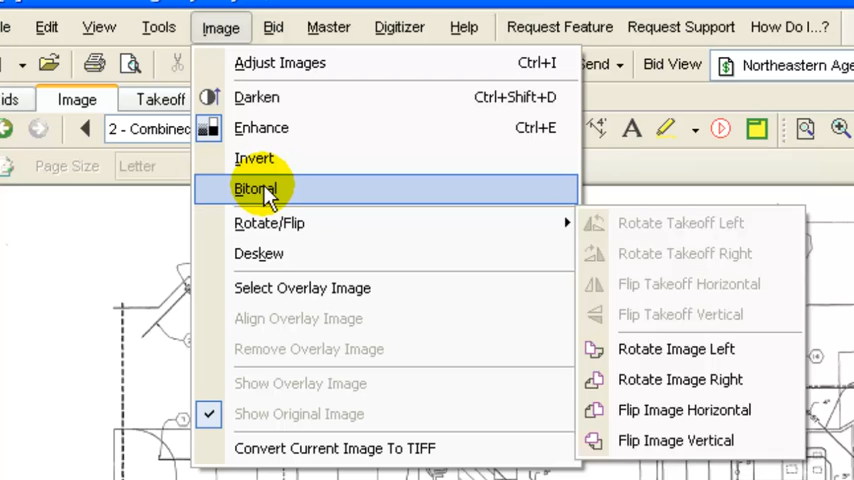 le Edit View Tools Image Bid Master Digitizer Help Request Feature Request Support How Do I...?
Send Bid View $ Northeastern Age
ids Image Takeoff
2 - Combined
A
Page Size Letter
Adjust Images Ctrl+I
Darken Ctrl+Shift+D
Enhance Ctrl+E
Invert
Bitonal
Rotate/Flip
Deskew
Select Overlay Image
Align Overlay Image
Remove Overlay Image
Show Overlay Image
Show Original Image
Convert Current Image To TIFF
Rotate Takeoff Left
Rotate Takeoff Right
Flip Takeoff Horizontal
Flip Takeoff Vertical
Rotate Image Left
Rotate Image Right
Flip Image Horizontal
Flip Image Vertical
14